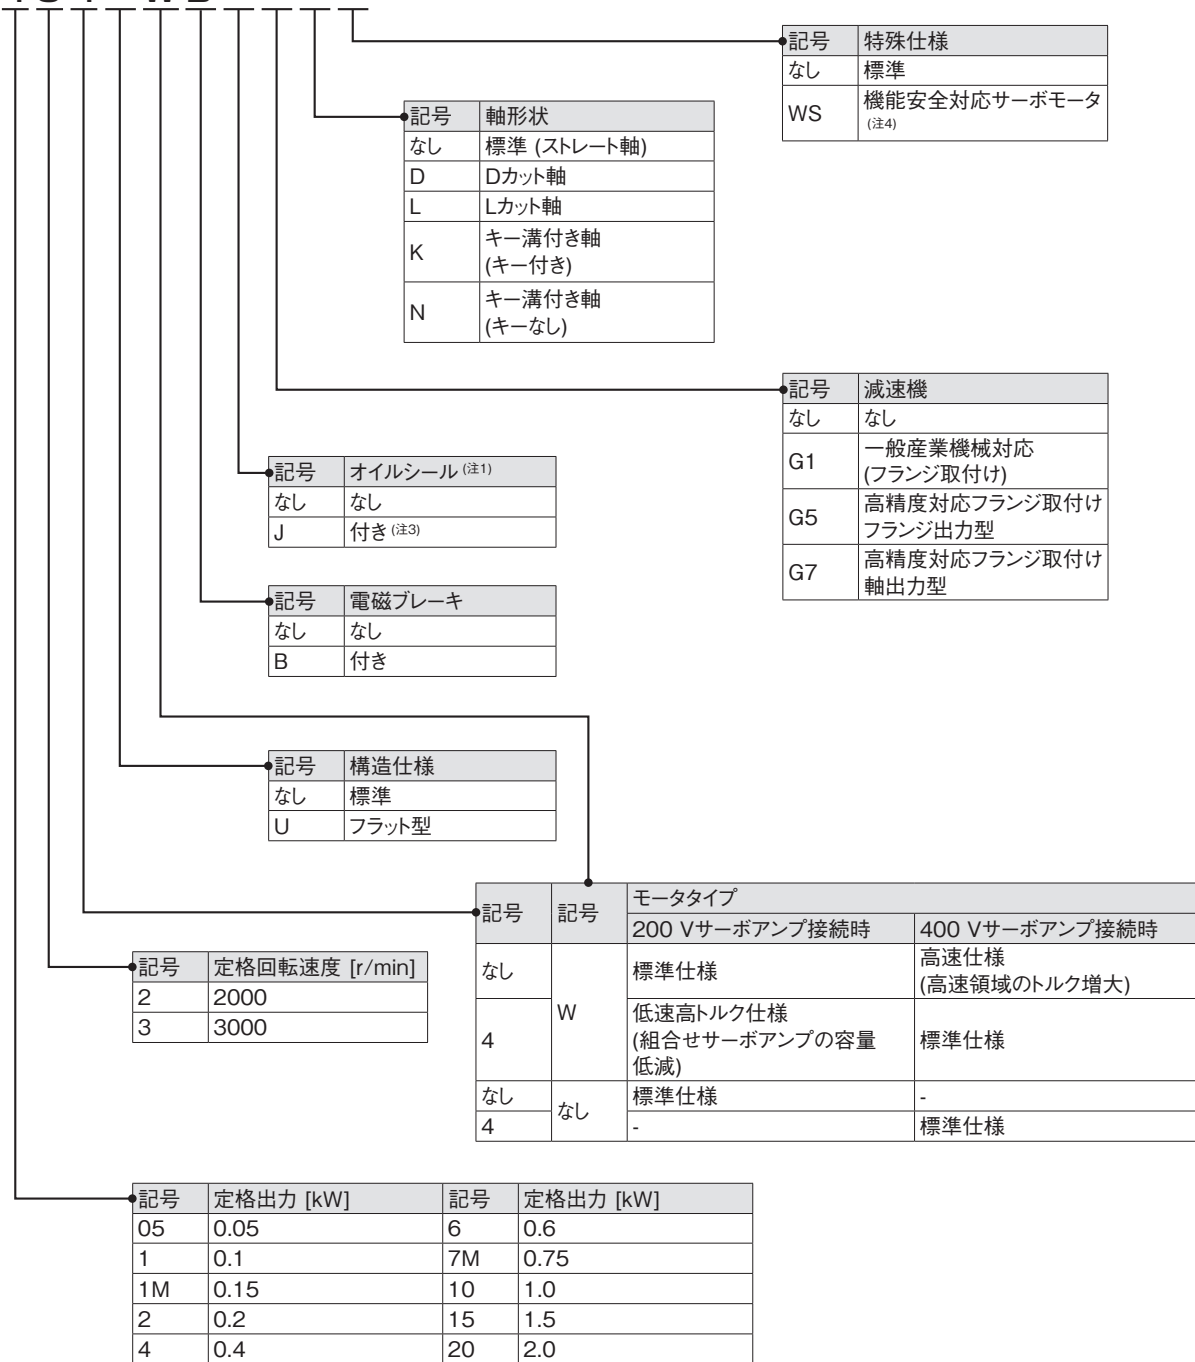 記号 特殊仕様
なし 標準
WS 機能安全対応サーボモータ
(注4)
記号 軸形状
なし 標準 (ストレート軸)
D Dカット軸
L Lカット軸
K キー溝付き軸
(キー付き)
N キー溝付き軸
(キーなし)
記号 減速機
なし なし
G1 一般産業機械対応
(フランジ取付け)
G5 高精度対応フランジ取付け
フランジ出力型
G7 高精度対応フランジ取付け
軸出力型
記号 オイルシール (注1)
なし なし
J 付き (注3)
記号 電磁ブレーキ
なし なし
B 付き
記号 構造仕様
なし 標準
U フラット型
記号 記号 モータタイプ
200 Vサーボアンプ接続時 400 Vサーボアンプ接続時
なし W 標準仕様 高速仕様
(高速領域のトルク増大)
4 低速高トルク仕様
(組合せサーボアンプの容量
低減) 標準仕様
なし なし 標準仕様 -
4 - 標準仕様
記号 定格回転速度 [r/min]
2 2000
3 3000
記号 定格出力 [kW] 記号 定格出力 [kW]
05 0.05 6 0.6
1 0.1 7M 0.75
1M 0.15 10 1.0
2 0.2 15 1.5
4 0.4 20 2.0